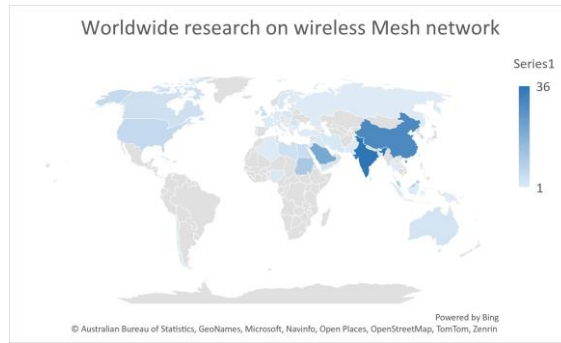 Worldwide research on wireless Mesh network
Series1
36
1
Powered by Bing
© Australian Bureau of Statistics, GeoNames, Microsoft, Navinfo, Open Places, OpenStreetMap, TomTom, Zenrin